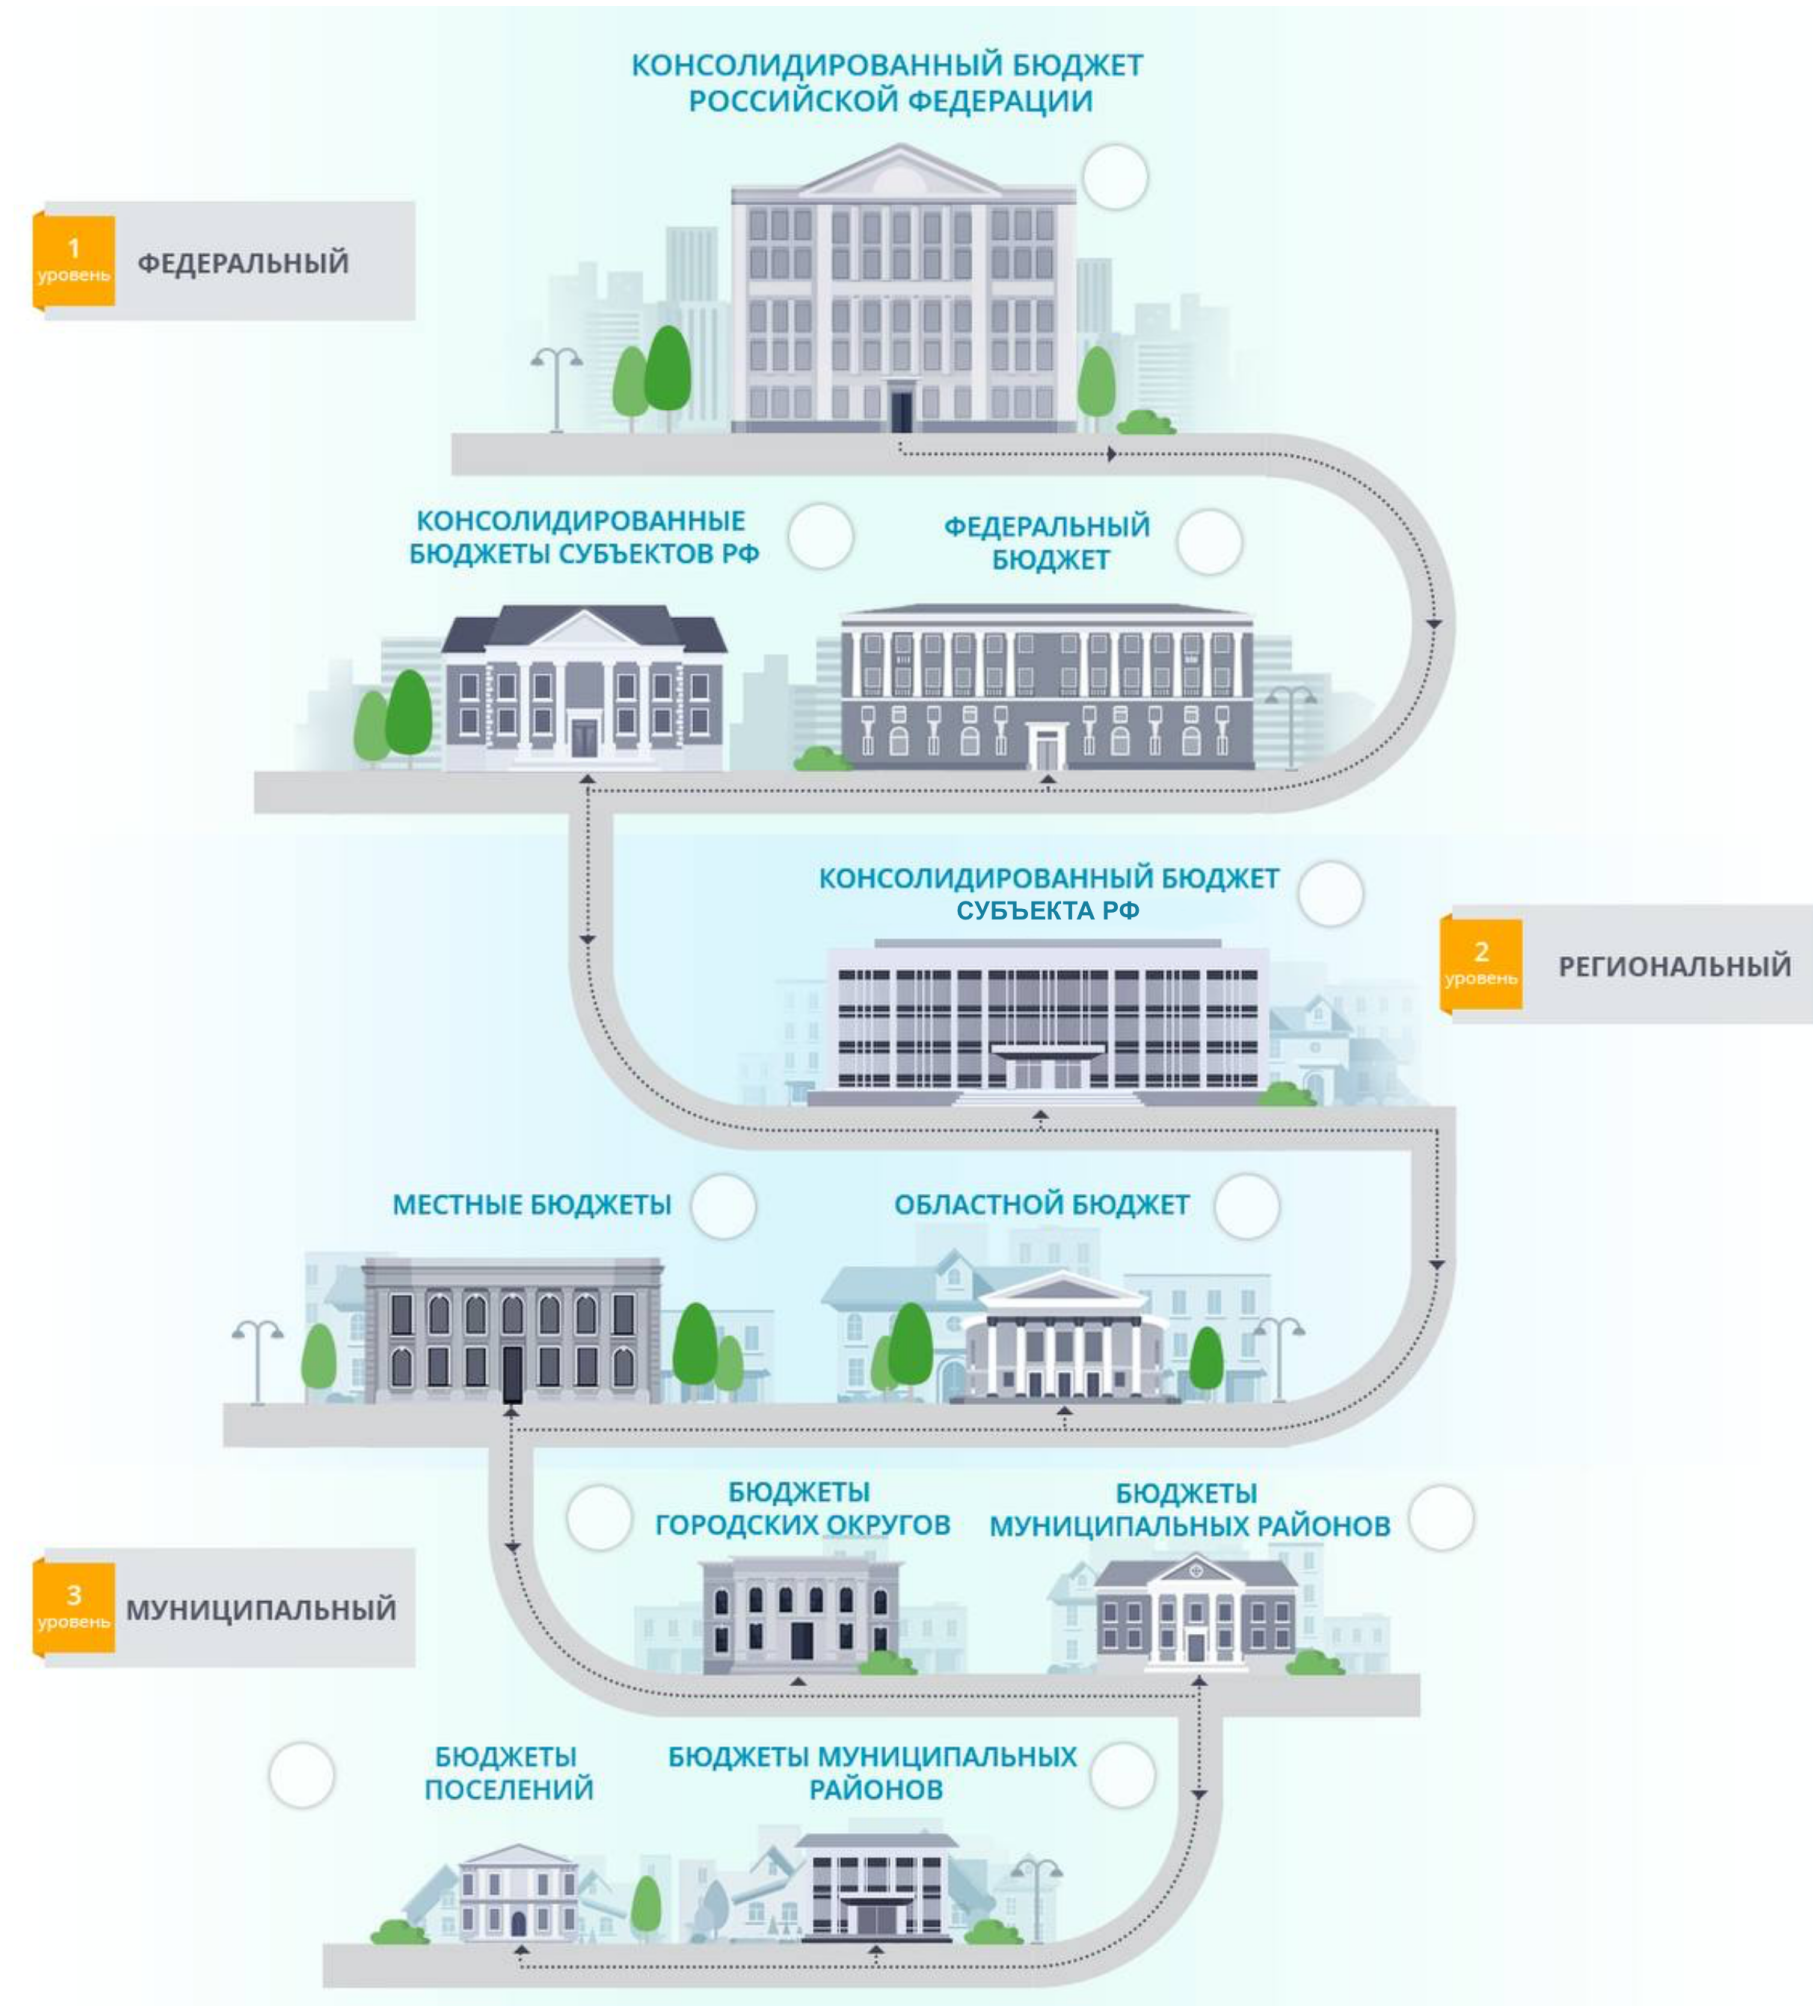 КОНСОЛИДИРОВАННЫЙ БЮДЖЕТ
РОССИЙСКОЙ ФЕДЕРАЦИИ
1
уровень
ФЕДЕРАЛЬНЫЙ
КОНСОЛИДИРОВАННЫЕ
БЮДЖЕТЫ СУБЪЕКТОВ РФ
ФЕДЕРАЛЬНЫЙ
БЮДЖЕТ
КОНСОЛИДИРОВАННЫЙ БЮДЖЕТ
СУБЪЕКТА РФ
2
уровень
РЕГИОНАЛЬНЫЙ
МЕСТНЫЕ БЮДЖЕТЫ
ОБЛАСТНОЙ БЮДЖЕТ
БЮДЖЕТЫ
ГОРОДСКИХ ОКРУГОВ
БЮДЖЕТЫ
МУНИЦИПАЛЬНЫХ РАЙОНОВ
3
уровень
МУНИЦИПАЛЬНЫЙ
БЮДЖЕТЫ
ПОСЕЛЕНИЙ
БЮДЖЕТЫ МУНИЦИПАЛЬНЫХ
РАЙОНОВ